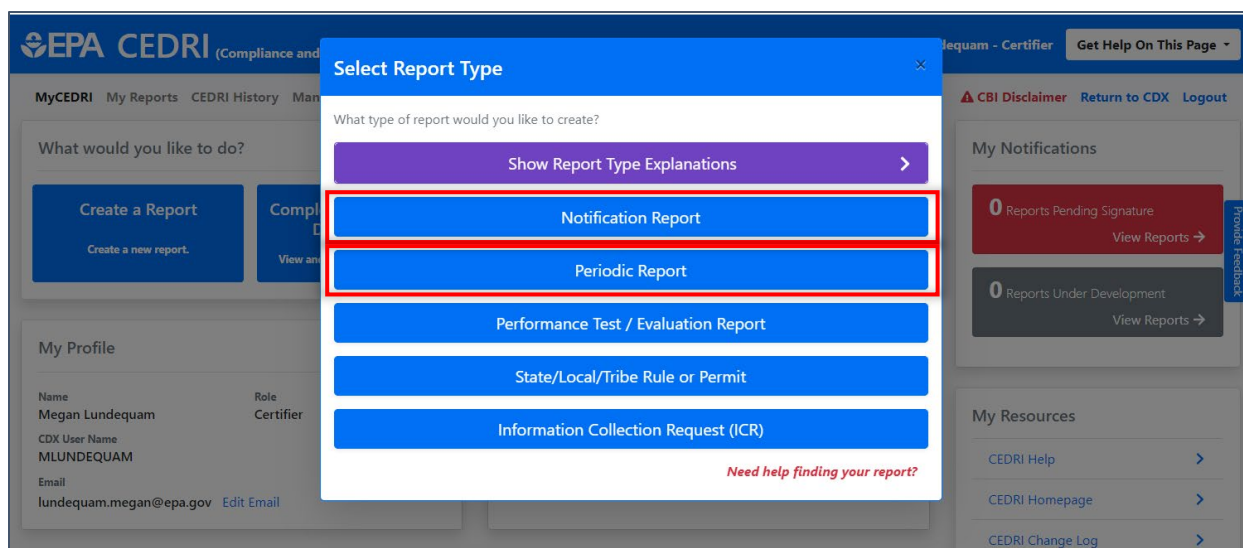 EPA CEDRI (Compliance and
dequam - Certifier
Get Help On This Page
MyCEDRI My Reports CEDRI History Man
CBI Disclaimer Return to CDX Logout
Select Report Type
×
What type of report would you like to create?
Show Report Type Explanations
Notification Report
Periodic Report
Performance Test / Evaluation Report
State/Local/Tribe Rule or Permit
Information Collection Request (ICR)
Need help finding your report?
What would you like to do?
Create a Report
Create a new report.
Compl
D
View an
My Profile
Name
Megan Lundequam
Role
Certifier
CDX User Name
MLUNDEQUAM
Email
lundequam.megan@epa.gov Edit Email
My Notifications
0 Reports Pending Signature
View Reports →
0 Reports Under Development
View Reports →
Provide Feedback
My Resources
CEDRI Help
CEDRI Homepage
CEDRI Change Log